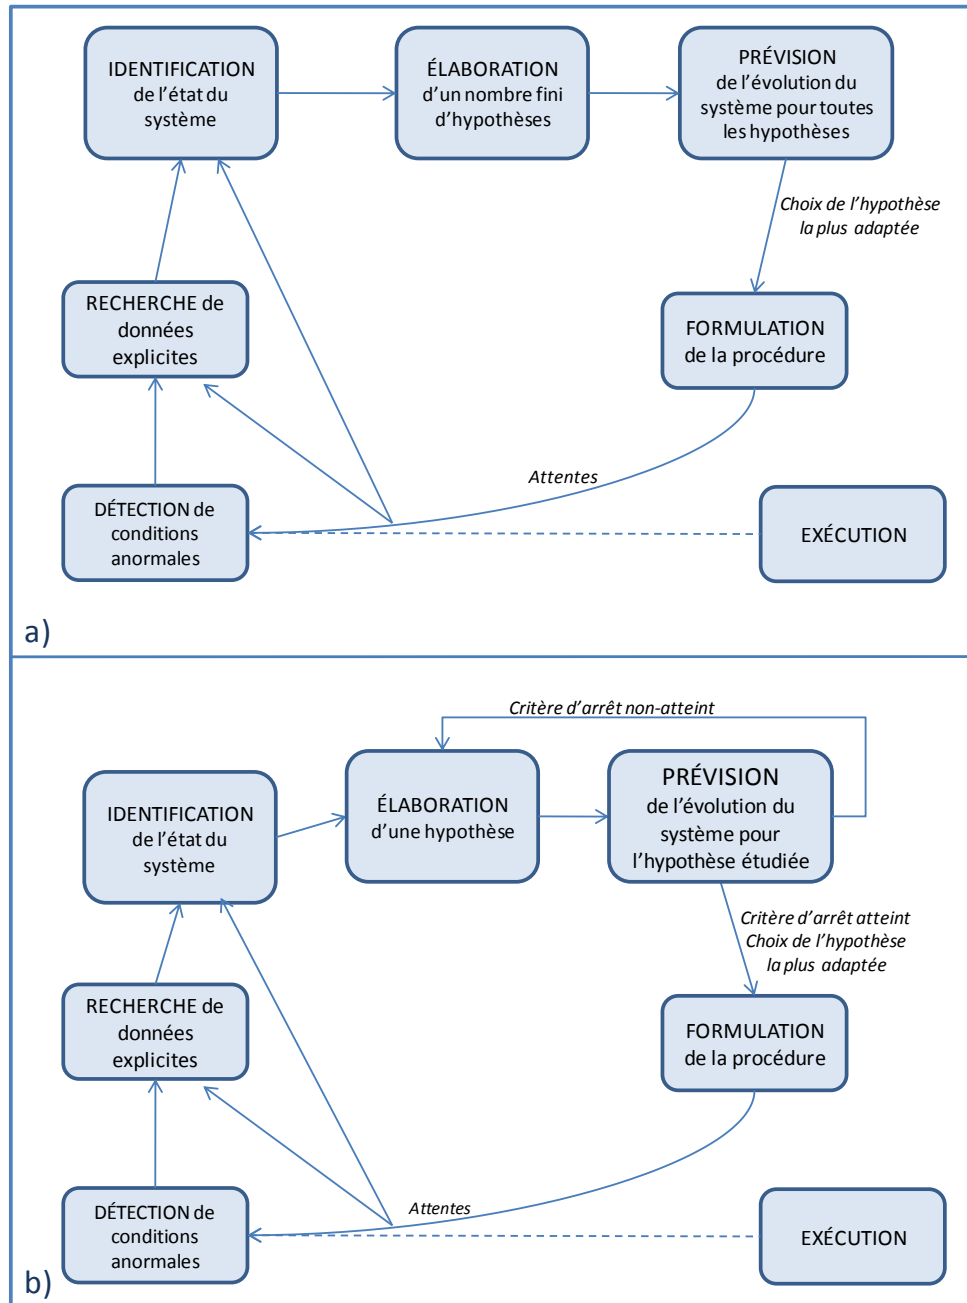 IDENTIFICATION
de l'état du
système
ÉLABORATION
d'un nombre fini
d'hypothèses
PRÉVISION
de l'évolution du
système pour toutes
les hypothèses
Choix de l'hypothèse
la plus adaptée
RECHERCHE de
données
explicites
FORMULATION
de la procédure
Attentes
DÉTECTION de
conditions
anormales
EXÉCUTION
a)
Critère d'arrêt non-atteint
IDENTIFICATION
de l'état du
système
ÉLABORATION
d'une hypothèse
PRÉVISION
de l'évolution du
système pour
l'hypothèse étudiée
Critère d'arrêt atteint
Choix de l'hypothèse
la plus adaptée
RECHERCHE de
données
explicites
FORMULATION
de la procédure
Attentes
DÉTECTION de
conditions
anormales
EXÉCUTION
b)